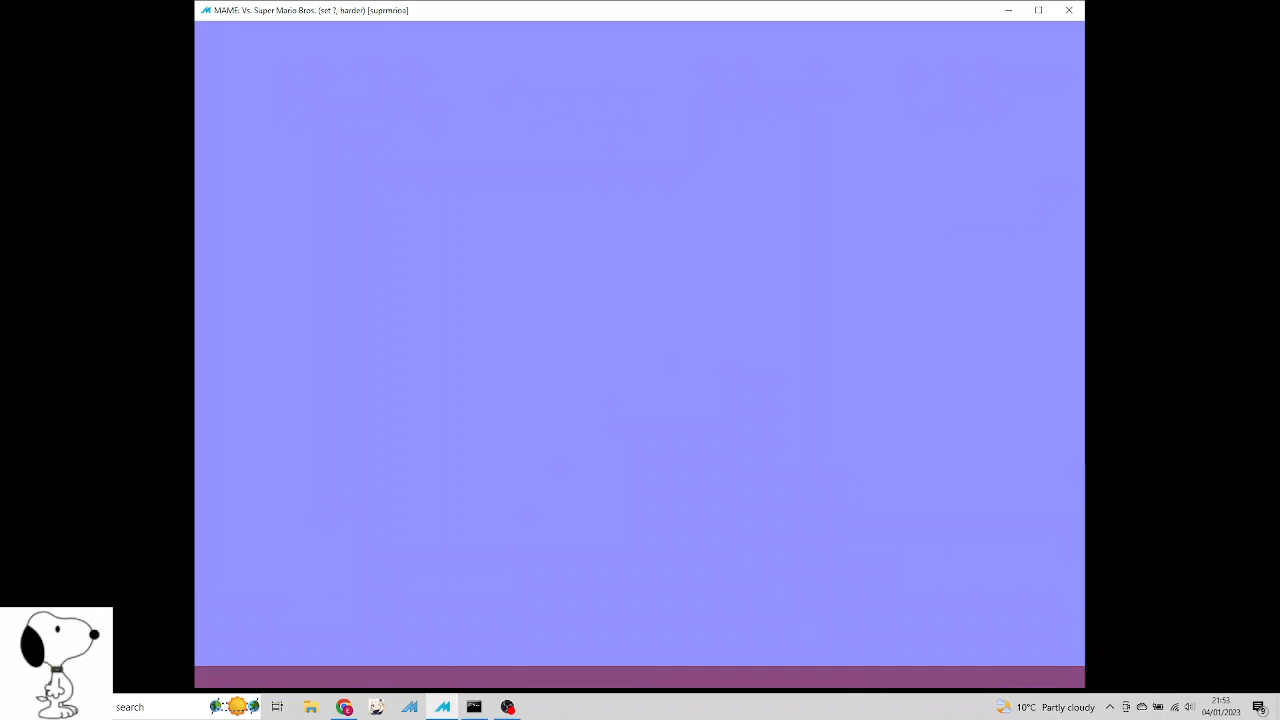 MAME: Vs. Super Mario Bros. (set ?, harder) [suprmrioa]
search
10°C Partly cloudy
21:53
04/01/2023